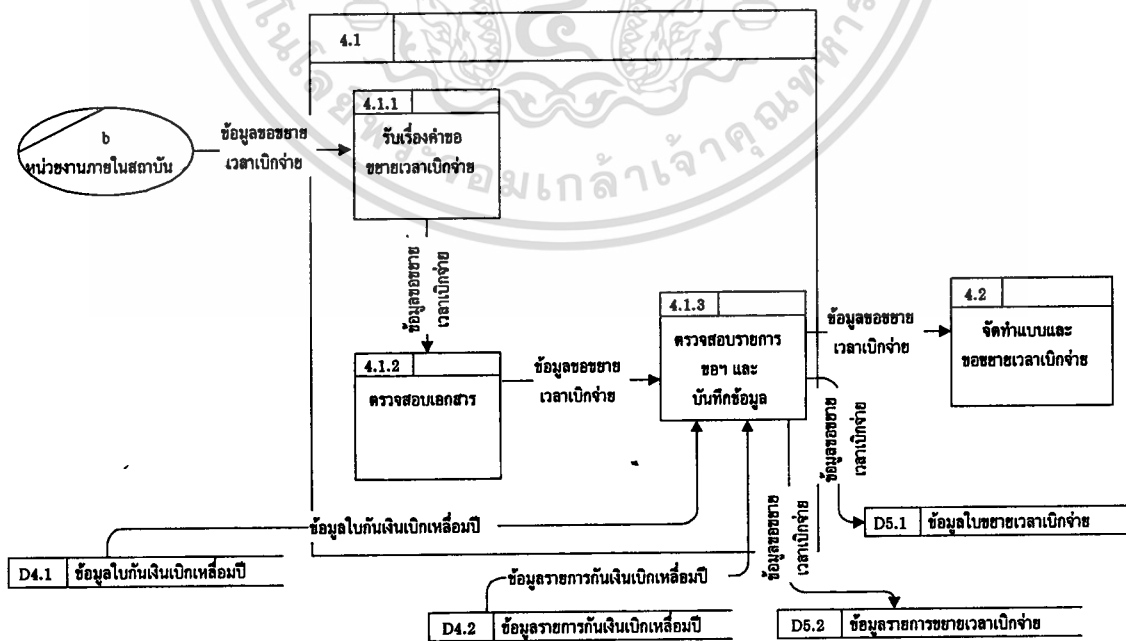 4.1
4.1.1
รับเรื่องคำขอ
ขยายเวลาเบิกจ่าย
b
หน่วยงานภายในสถาบัน
ข้อมูลขอขยาย
เวลาเบิกจ่าย
ข้อมูลขอขยาย
เวลาเบิกจ่าย
4.1.2
ตรวจสอบเอกสาร
ข้อมูลขอขยาย
เวลาเบิกจ่าย
4.1.3
ตรวจสอบรายการ
ขอฯ และ
บันทึกข้อมูล
ข้อมูลขอขยาย
เวลาเบิกจ่าย
4.2
จัดทำแบบและ
ขอขยายเวลาเบิกจ่าย
ข้อมูลขอขยาย
เวลาเบิกจ่าย
ข้อมูลขอขยาย
เวลาเบิกจ่าย
ข้อมูลใบกันเงินเบิกเหลื่อมปี
D4.1 ข้อมูลใบกันเงินเบิกเหลื่อมปี
ข้อมูลรายการกันเงินเบิกเหลื่อมปี
D4.2 ข้อมูลรายการกันเงินเบิกเหลื่อมปี
D5.1 ข้อมูลใบขยายเวลาเบิกจ่าย
D5.2 ข้อมูลรายการขยายเวลาเบิกจ่าย